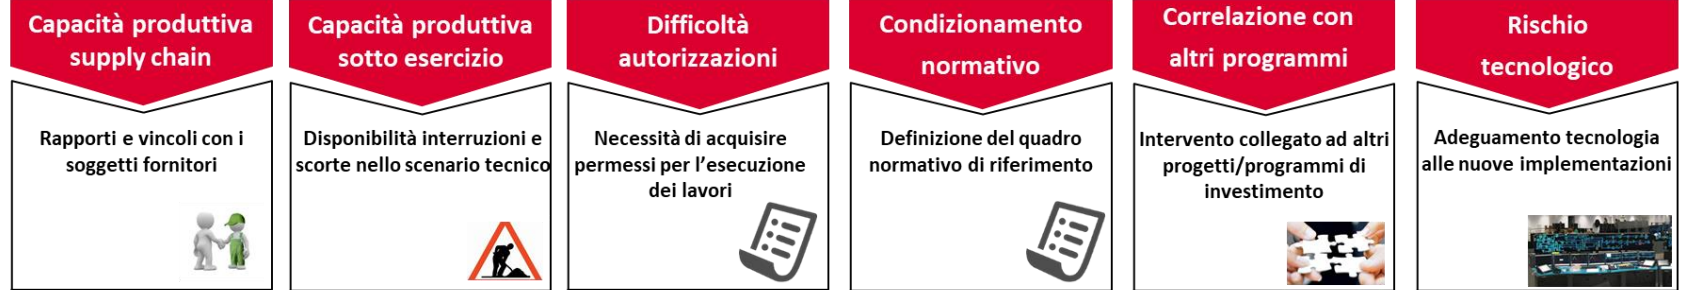 Capacità produttiva
supply chain
Rapporti e vincoli con i
soggetti fornitori
Capacità produttiva
sotto esercizio
Disponibilità interruzioni e
scorte nello scenario tecnico
Difficoltà
autorizzazioni
Necessità di acquisire
permessi per l'esecuzione
dei lavori
Condizionamento
normativo
Definizione del quadro
normativo di riferimento
Correlazione con
altri programmi
Intervento collegato ad altri
progetti/programmi di
investimento
Rischio
tecnologico
Adeguamento tecnologia
alle nuove implementazioni